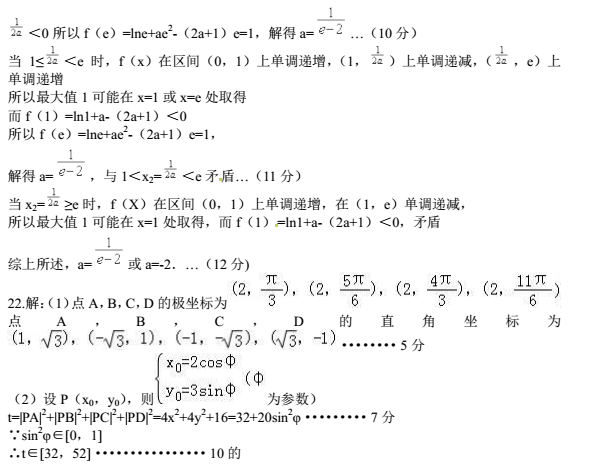 1/2a <0 所以 f（e）=lne+ae²-（2a+1）e=1，解得 a= 1/e-2 …（10 分）
当 1≤ 1/2a <e 时，f（x）在区间（0，1）上单调递增，（1， 1/2a ）上单调递减，（ 1/2a ，e）上
单调递增
所以最大值 1 可能在 x=1 或 x=e 处取得
而 f（1）=ln1+a-（2a+1）<0
所以 f（e）=lne+ae²-（2a+1）e=1，
解得 a= 1/e-2 ，与 1<x₂= 1/2a <e 矛盾…（11 分）
当 x₂= 1/2a ≥e 时，f（X）在区间（0，1）上单调递增，在（1，e）单调递减，
所以最大值 1 可能在 x=1 处取得，而 f（1）=ln1+a-（2a+1）<0，矛盾
综上所述，a= 1/e-2 或 a=-2．…（12 分)
22.解:（1)点 A，B，C，D 的极坐标为 (2, π/3), (2, 5π/6), (2, 4π/3), (2, 11π/6)
点 A ， B ， C ， D 的 直 角 坐 标 为
(1, √3), (-√3, 1), (-1, -√3), (√3, -1) ········ 5 分
（2）设 P（x₀，y₀），则 { x₀=2cosΦ y₀=3sinΦ (Φ 为参数）
t=|PA|²+|PB|²+|PC|²+|PD|²=4x²+4y²+16=32+20sin²φ ········· 7 分
∵sin²φ∈[0，1]
∴t∈[32，52] ················ 10 的